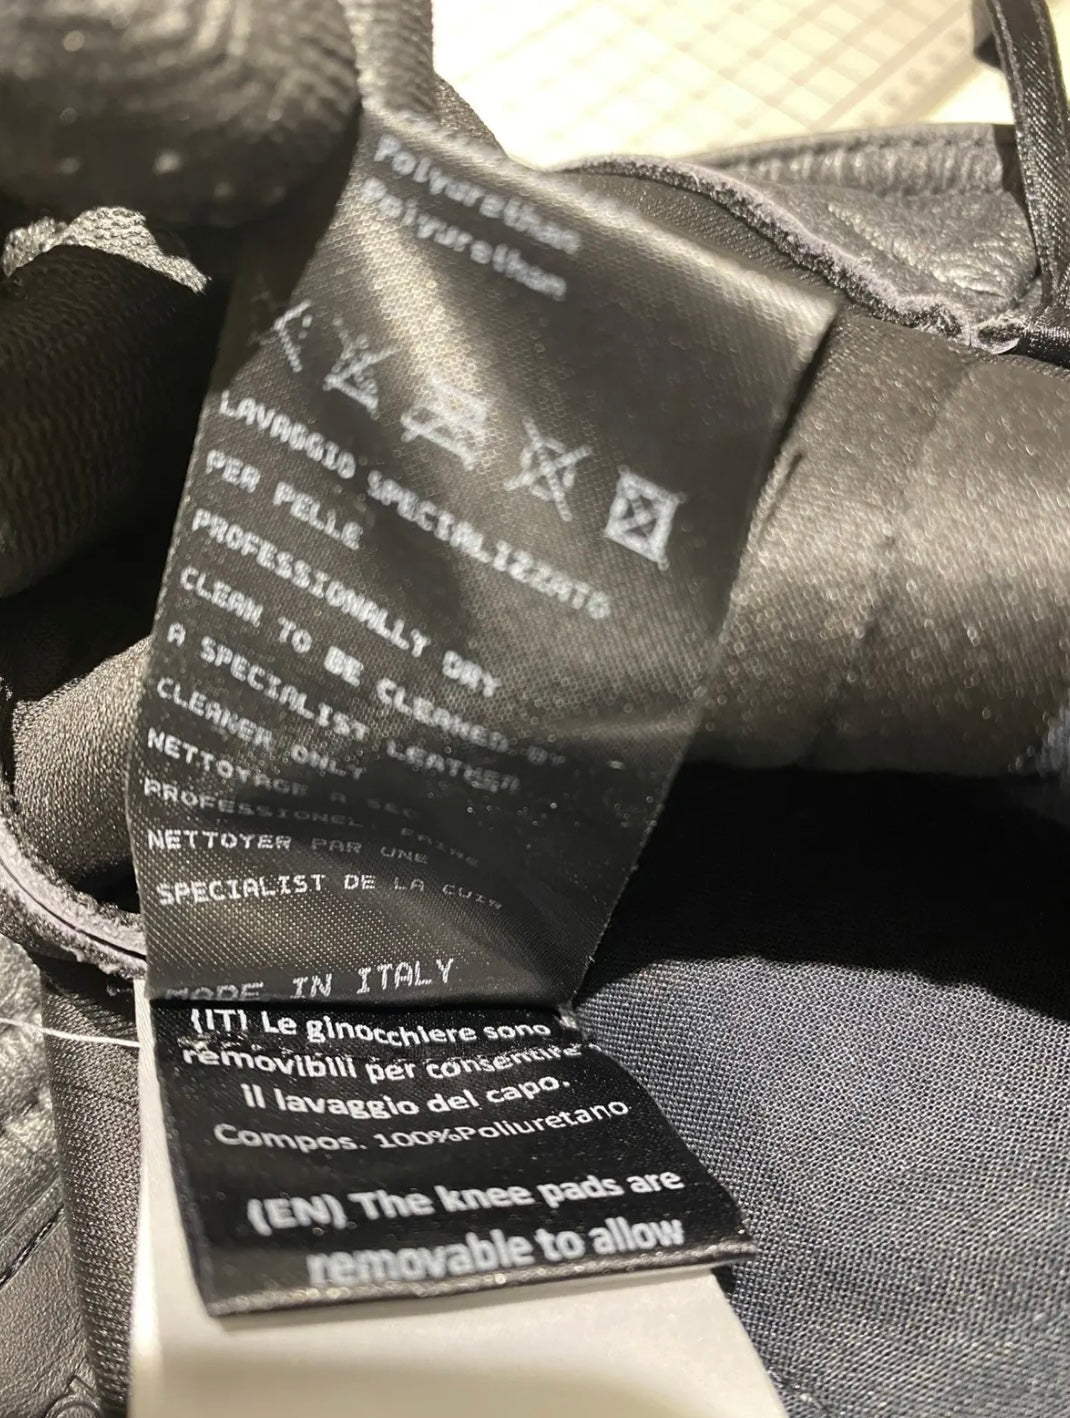 Polyurethan
Polyurethan
LAVAGGIO SPECIALIZZATO
PER PELLE
PROFESSIONALLY DRY
CLEAN TO BE CLEANED BY
A SPECIALIST LEATHER
CLEANER ONLY
NETTOYAGE A SEC
PROFESSIONEL FAIRE
NETTOYER PAR UNE
SPECIALIST DE LA CUIR
MADE IN ITALY
(IT) Le ginocchiere sono
removibili per consentire
il lavaggio del capo.
Compos. 100%Poliuretano
(EN) The knee pads are
removable to allow